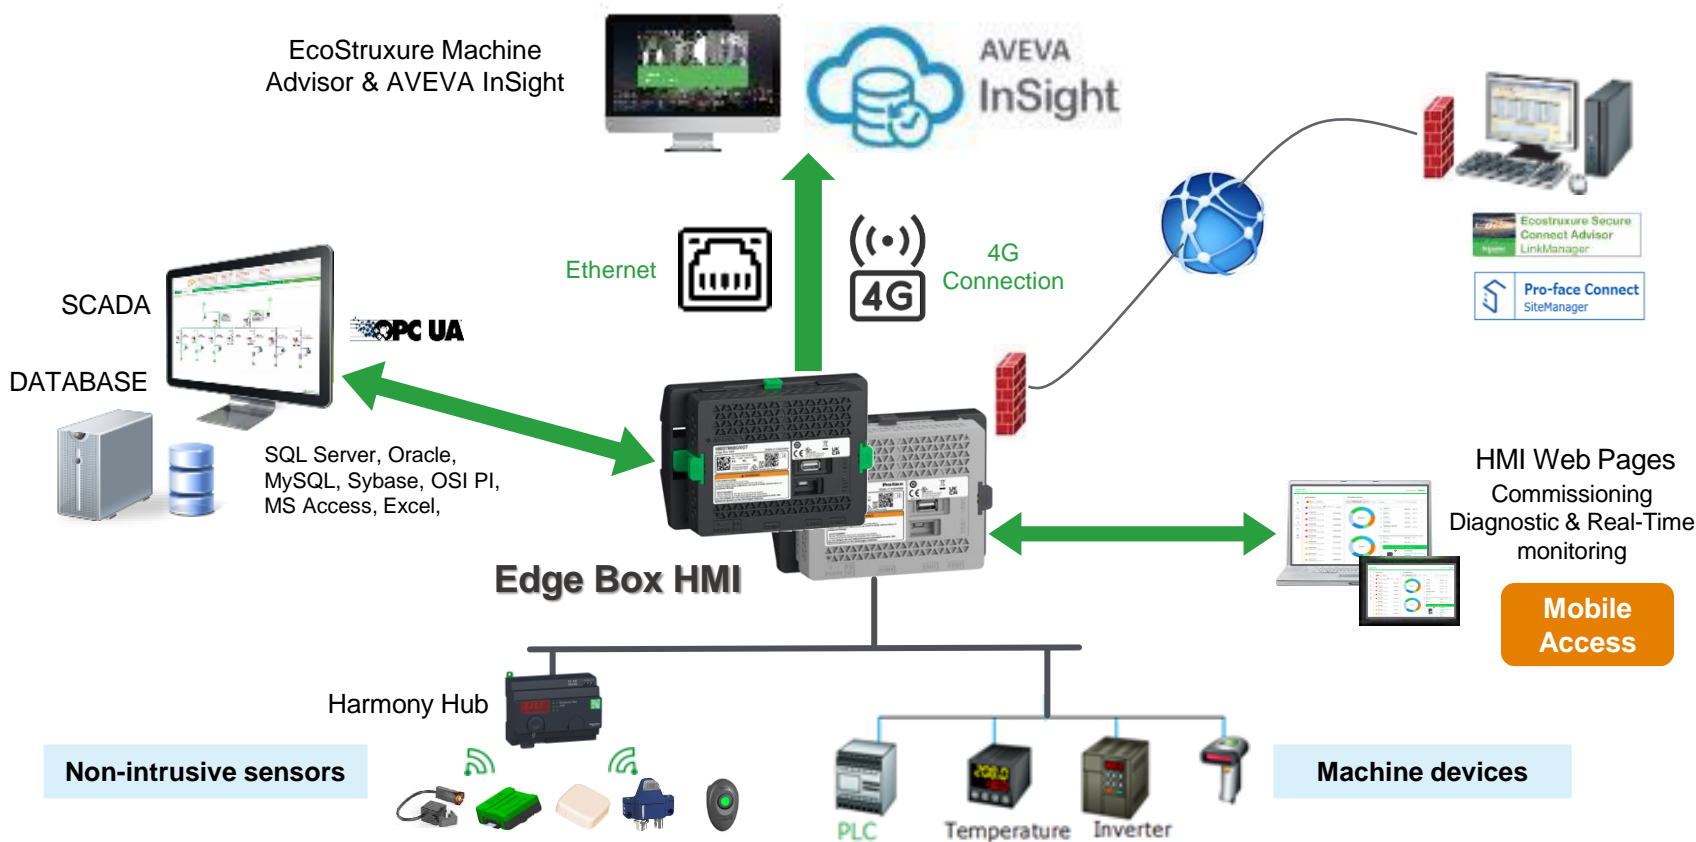 EcoStruxure Machine
Advisor & AVEVA InSight
AVEVA
InSight
Ethernet
4G
4G
Connection
Ecostruxure Secure
Connect Advisor
LinkManager
Pro-face Connect
SiteManager
SCADA
OPC UA
DATABASE
SQL Server, Oracle,
MySQL, Sybase, OSI PI,
MS Access, Excel,
Edge Box HMI
HMI Web Pages
Commissioning
Diagnostic & Real-Time
monitoring
Mobile
Access
Harmony Hub
Non-intrusive sensors
Machine devices
PLC
Temperature
Inverter